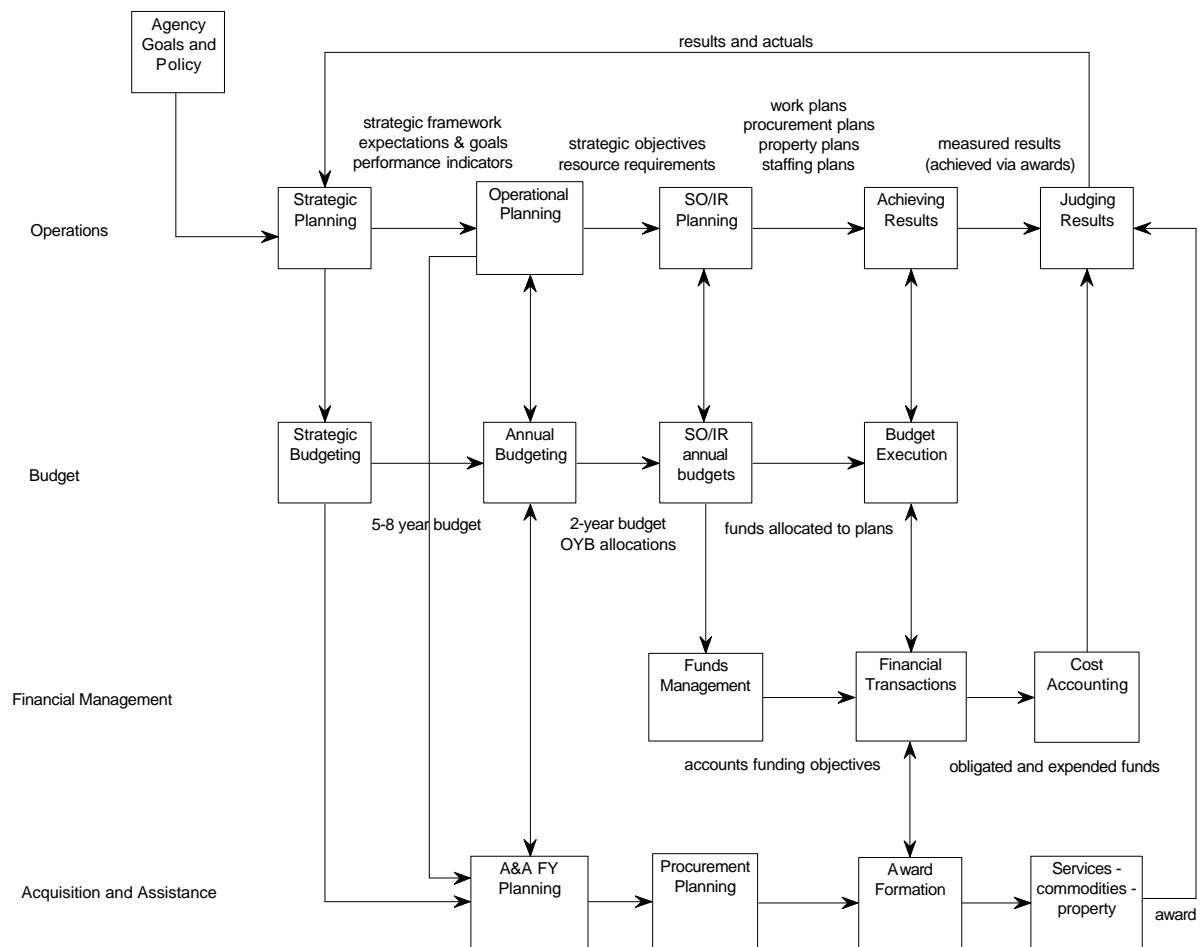 Agency
Goals and
Policy
results and actuals
strategic framework
expectations & goals
performance indicators
strategic objectives
resource requirements
work plans
procurement plans
property plans
staffing plans
measured results
(achieved via awards)
Operations
Strategic
Planning
Operational
Planning
SO/IR
Planning
Achieving
Results
Judging
Results
Budget
Strategic
Budgeting
Annual
Budgeting
SO/IR
annual
budgets
Budget
Execution
5-8 year budget
2-year budget
OYB allocations
funds allocated to plans
Financial Management
Funds
Management
Financial
Transactions
Cost
Accounting
accounts funding objectives
obligated and expended funds
Acquisition and Assistance
A&A FY
Planning
Procurement
Planning
Award
Formation
Services -
commodities -
property
award